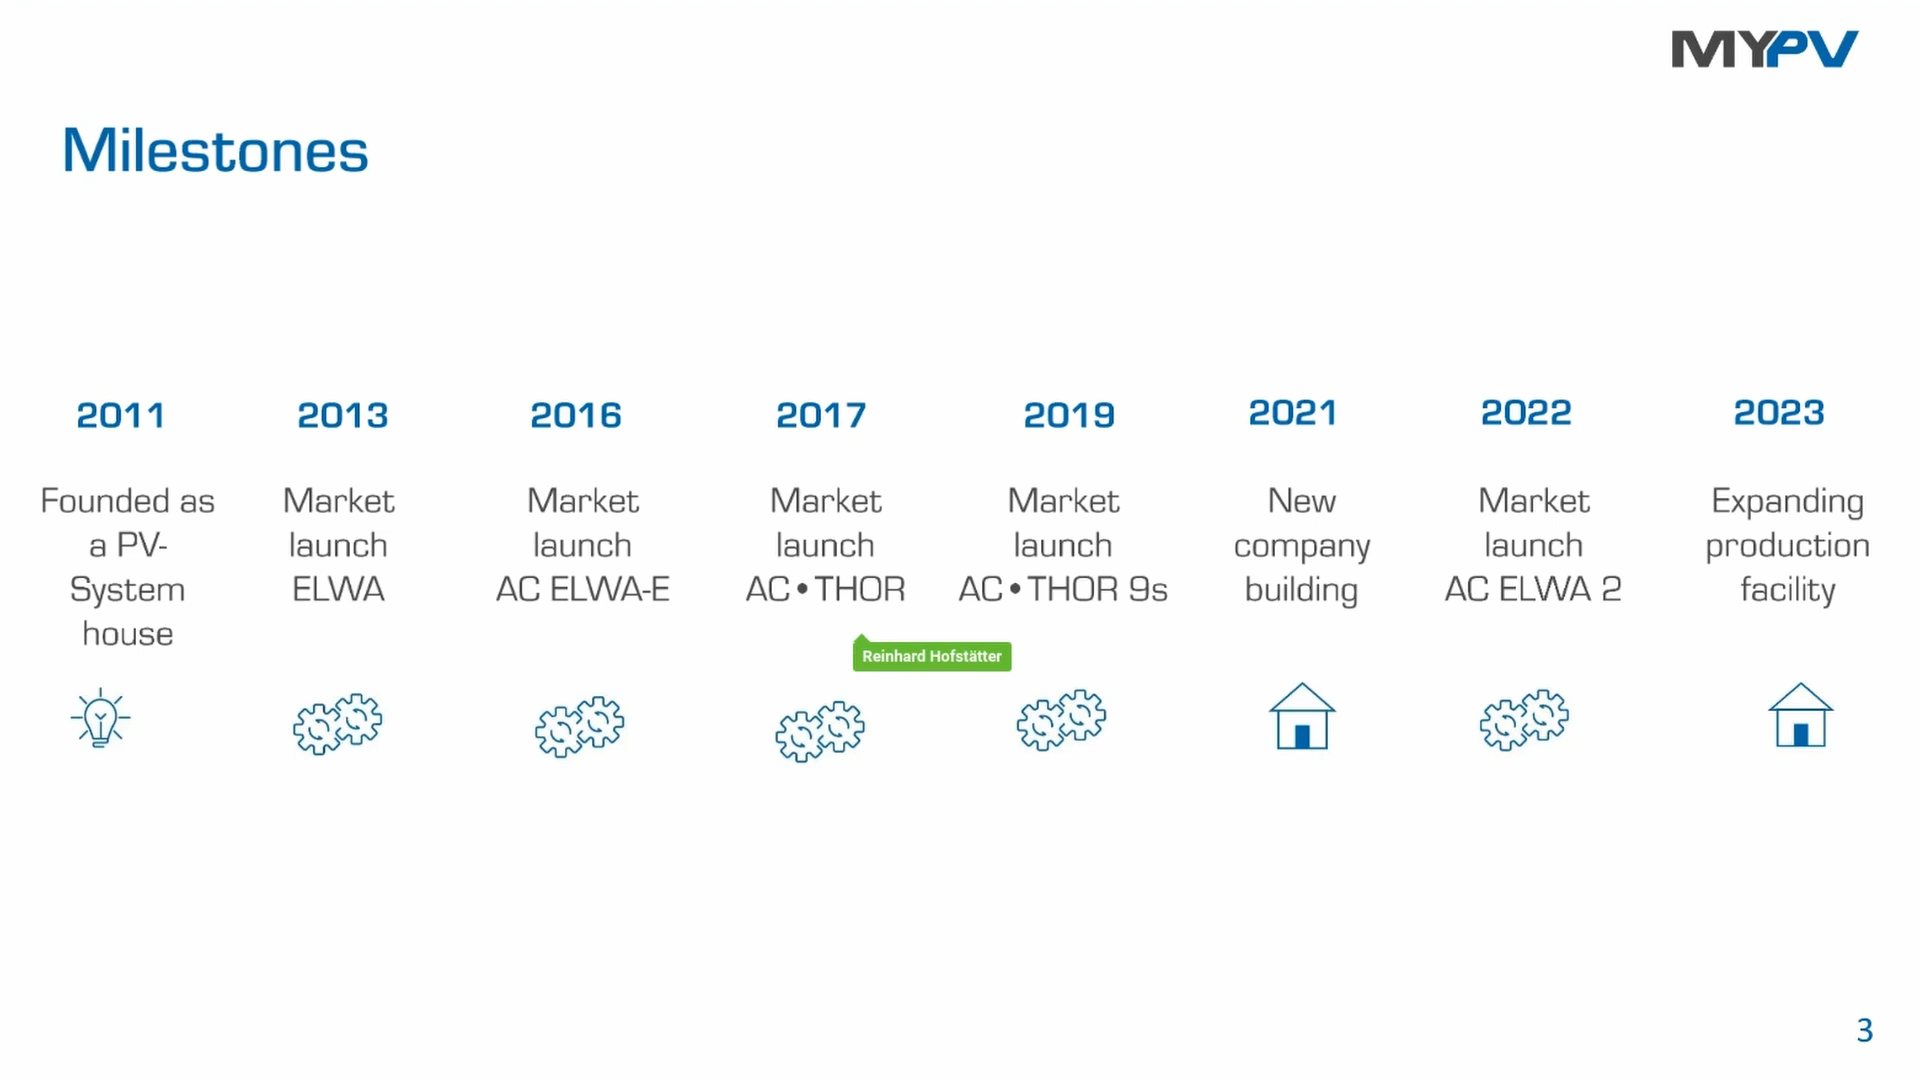 MYPV
Milestones
2011
Founded as
a PV-
System
house
2013
Market
launch
ELWA
2016
Market
launch
AC ELWA-E
2017
Market
launch
AC•THOR
2019
Market
launch
AC•THOR 9s
2021
New
company
building
2022
Market
launch
AC ELWA 2
2023
Expanding
production
facility
Reinhard Hofstätter
3